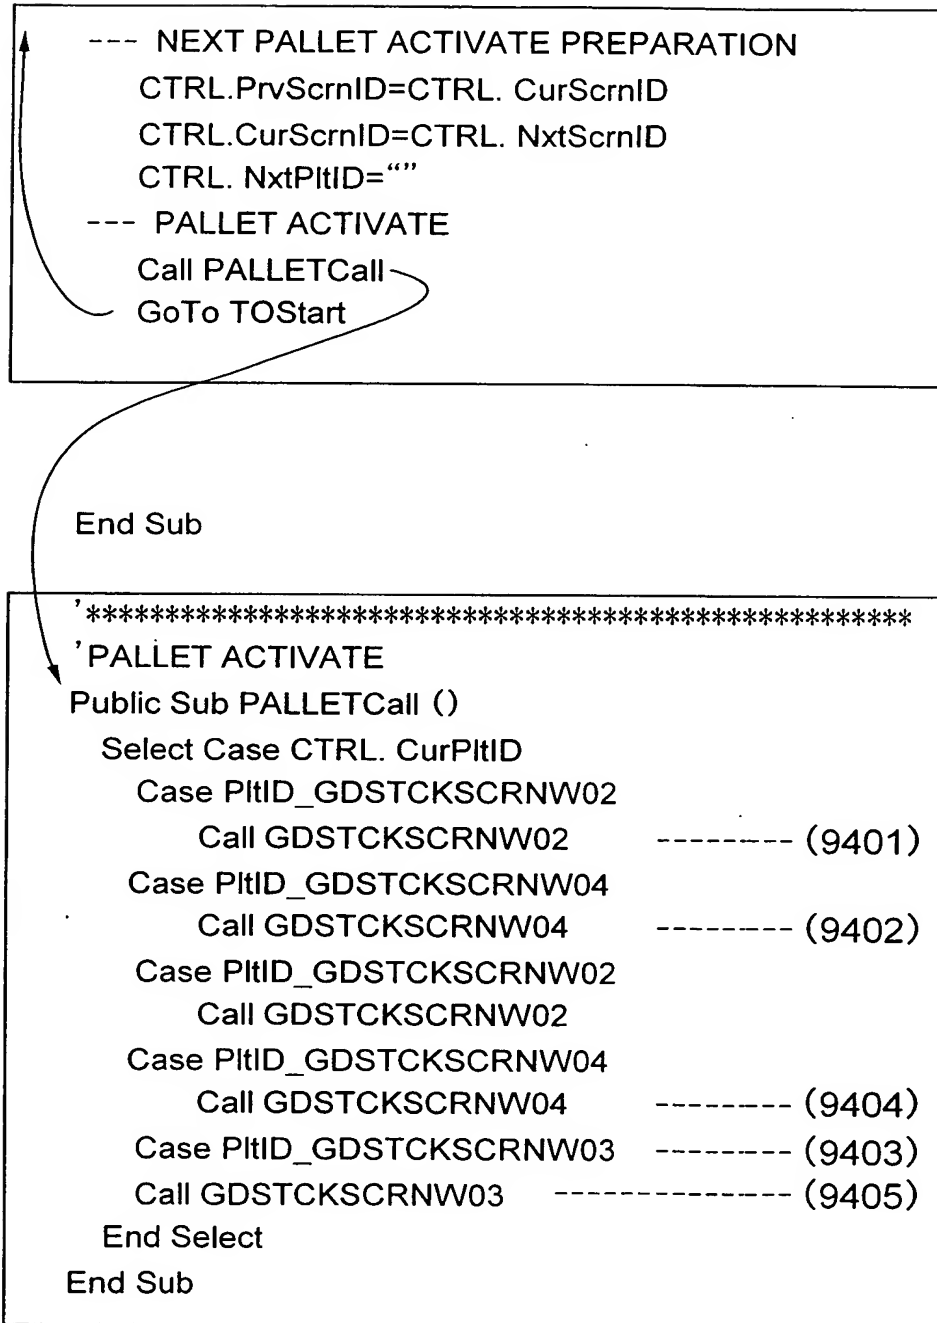 --- NEXT PALLET ACTIVATE PREPARATION
CTRL.PrvScrnID=CTRL. CurScrnID
CTRL.CurScrnID=CTRL. NxtScrnID
CTRL. NxtPltID=“”
--- PALLET ACTIVATE
Call PALLETCall
GoTo TOStart
End Sub
'****************************************************
'PALLET ACTIVATE
Public Sub PALLETCall ()
Select Case CTRL. CurPltID
Case PltID_GDSTCKSCRNW02
Call GDSTCKSCRNW02 --------- (9401)
Case PltID_GDSTCKSCRNW04
Call GDSTCKSCRNW04 --------- (9402)
Case PltID_GDSTCKSCRNW02
Call GDSTCKSCRNW02
Case PltID_GDSTCKSCRNW04
Call GDSTCKSCRNW04 --------- (9404)
Case PltID_GDSTCKSCRNW03 --------- (9403)
Call GDSTCKSCRNW03 --------------- (9405)
End Select
End Sub